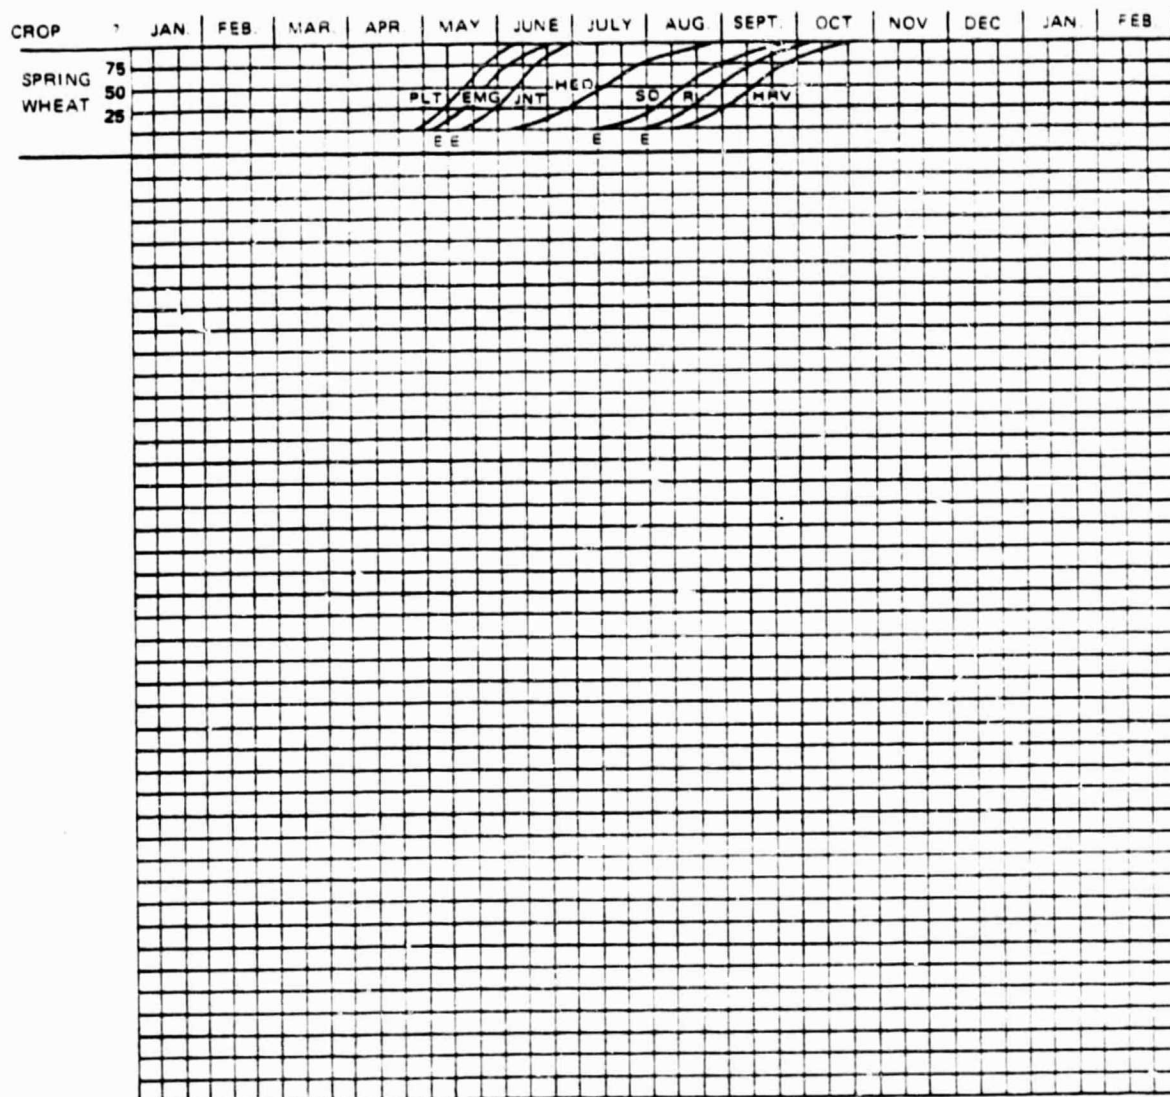 CROP ? JAN. FEB. MAR. APR MAY JUNE JULY AUG. SEPT. OCT NOV DEC JAN. FEB.
SPRING WHEAT
75
50
25
PLT EMG JNT HED SD R HRV
E E E E